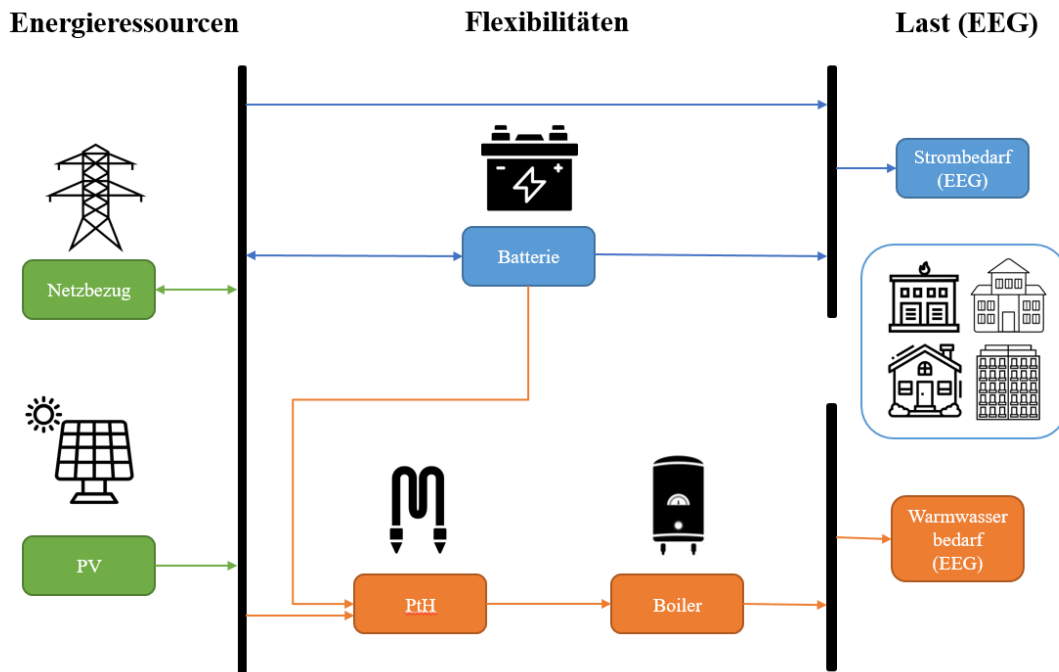 Energieressourcen
Flexibilitäten
Last (EEG)
Strombedarf
(EEG)
Batterie
Netzbezug
PV
PtH
Boiler
Warmwasser
bedarf
(EEG)